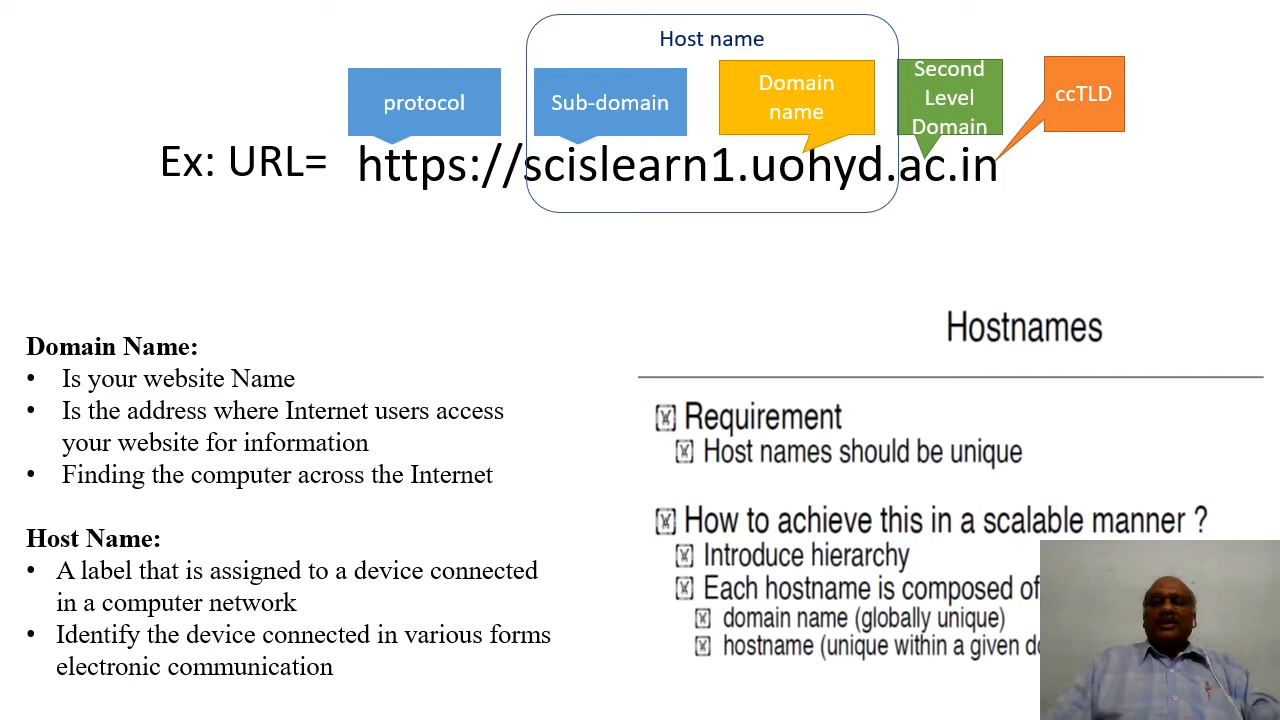 Host name
protocol
Sub-domain
Domain
name
Second
Level
Domain
ccTLD
Ex: URL= https://scislearn1.uohyd.ac.in
Domain Name:
• Is your website Name
• Is the address where Internet users access
your website for information
• Finding the computer across the Internet
Host Name:
• A label that is assigned to a device connected
in a computer network
• Identify the device connected in various forms
electronic communication
Hostnames
Requirement
Host names should be unique
How to achieve this in a scalable manner ?
Introduce hierarchy
Each hostname is composed of
domain name (globally unique)
hostname (unique within a given